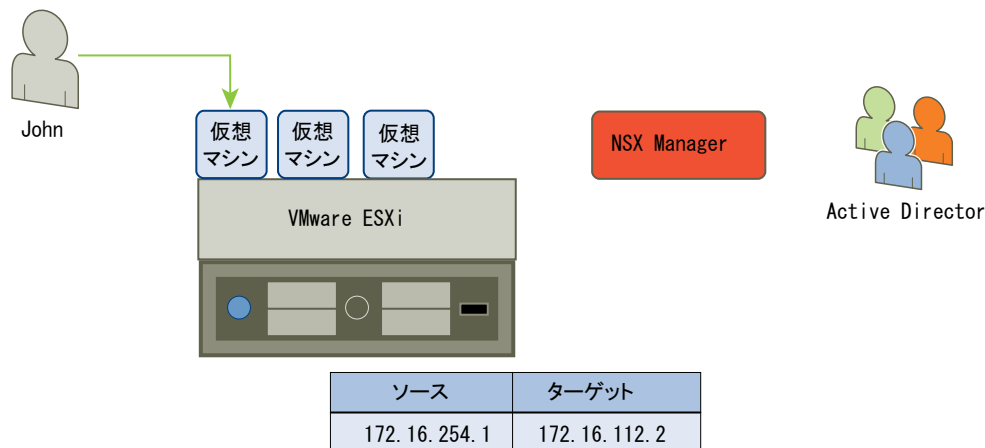 John
仮想
マシン
仮想
マシン
仮想
マシン
NSX Manager
Active Director
VMware ESXi
ソース ターゲット
172.16.254.1 172.16.112.2